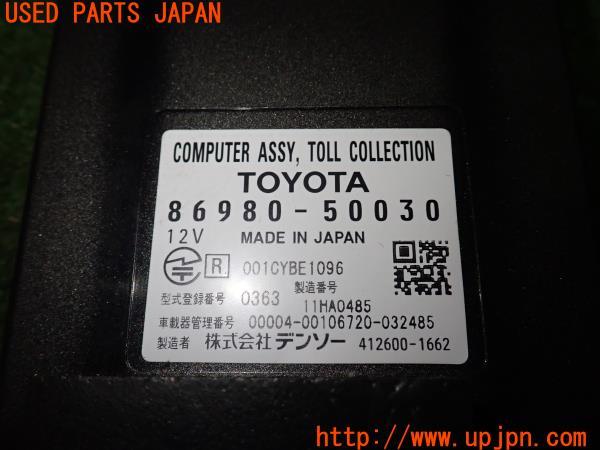 USED PARTS JAPAN
COMPUTER ASSY, TOLL COLLECTION
TOYOTA
86980-50030
12V MADE IN JAPAN
R 001CYBE1096
型式登録番号 0363 製造番号 11HA0485
車載器管理番号 00004-00106720-032485
製造者 株式会社 デンソー 412600-1662
www.upjpn.com